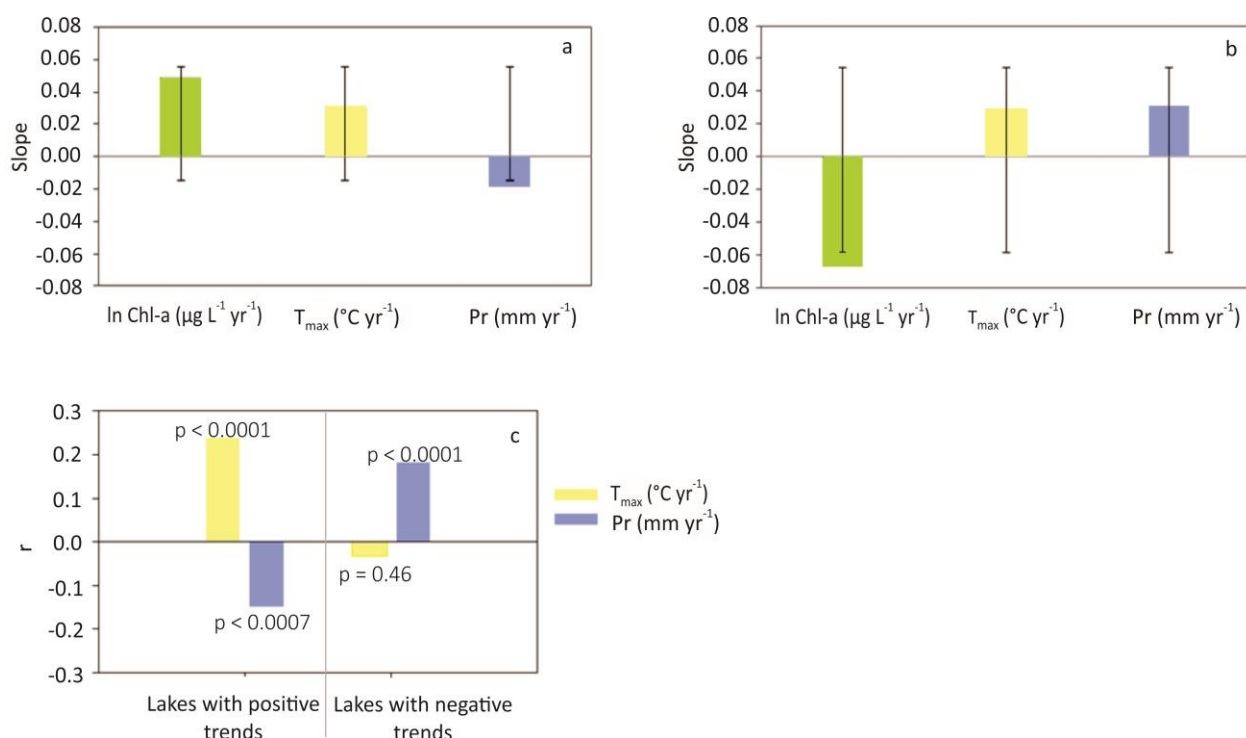 a
0.08
0.06
0.04
0.02
0.00
-0.02
-0.04
-0.06
-0.08
Slope
ln Chl-a (µg L⁻¹ yr⁻¹)
Tmax (°C yr⁻¹)
Pr (mm yr⁻¹)
b
0.08
0.06
0.04
0.02
0.00
-0.02
-0.04
-0.06
-0.08
Slope
ln Chl-a (µg L⁻¹ yr⁻¹)
Tmax (°C yr⁻¹)
Pr (mm yr⁻¹)
c
0.3
0.2
0.1
0.0
-0.1
-0.2
-0.3
r
p < 0.0001
p < 0.0007
p < 0.0001
p = 0.46
Lakes with positive
trends
Lakes with negative
trends
Tmax (°C yr⁻¹)
Pr (mm yr⁻¹)